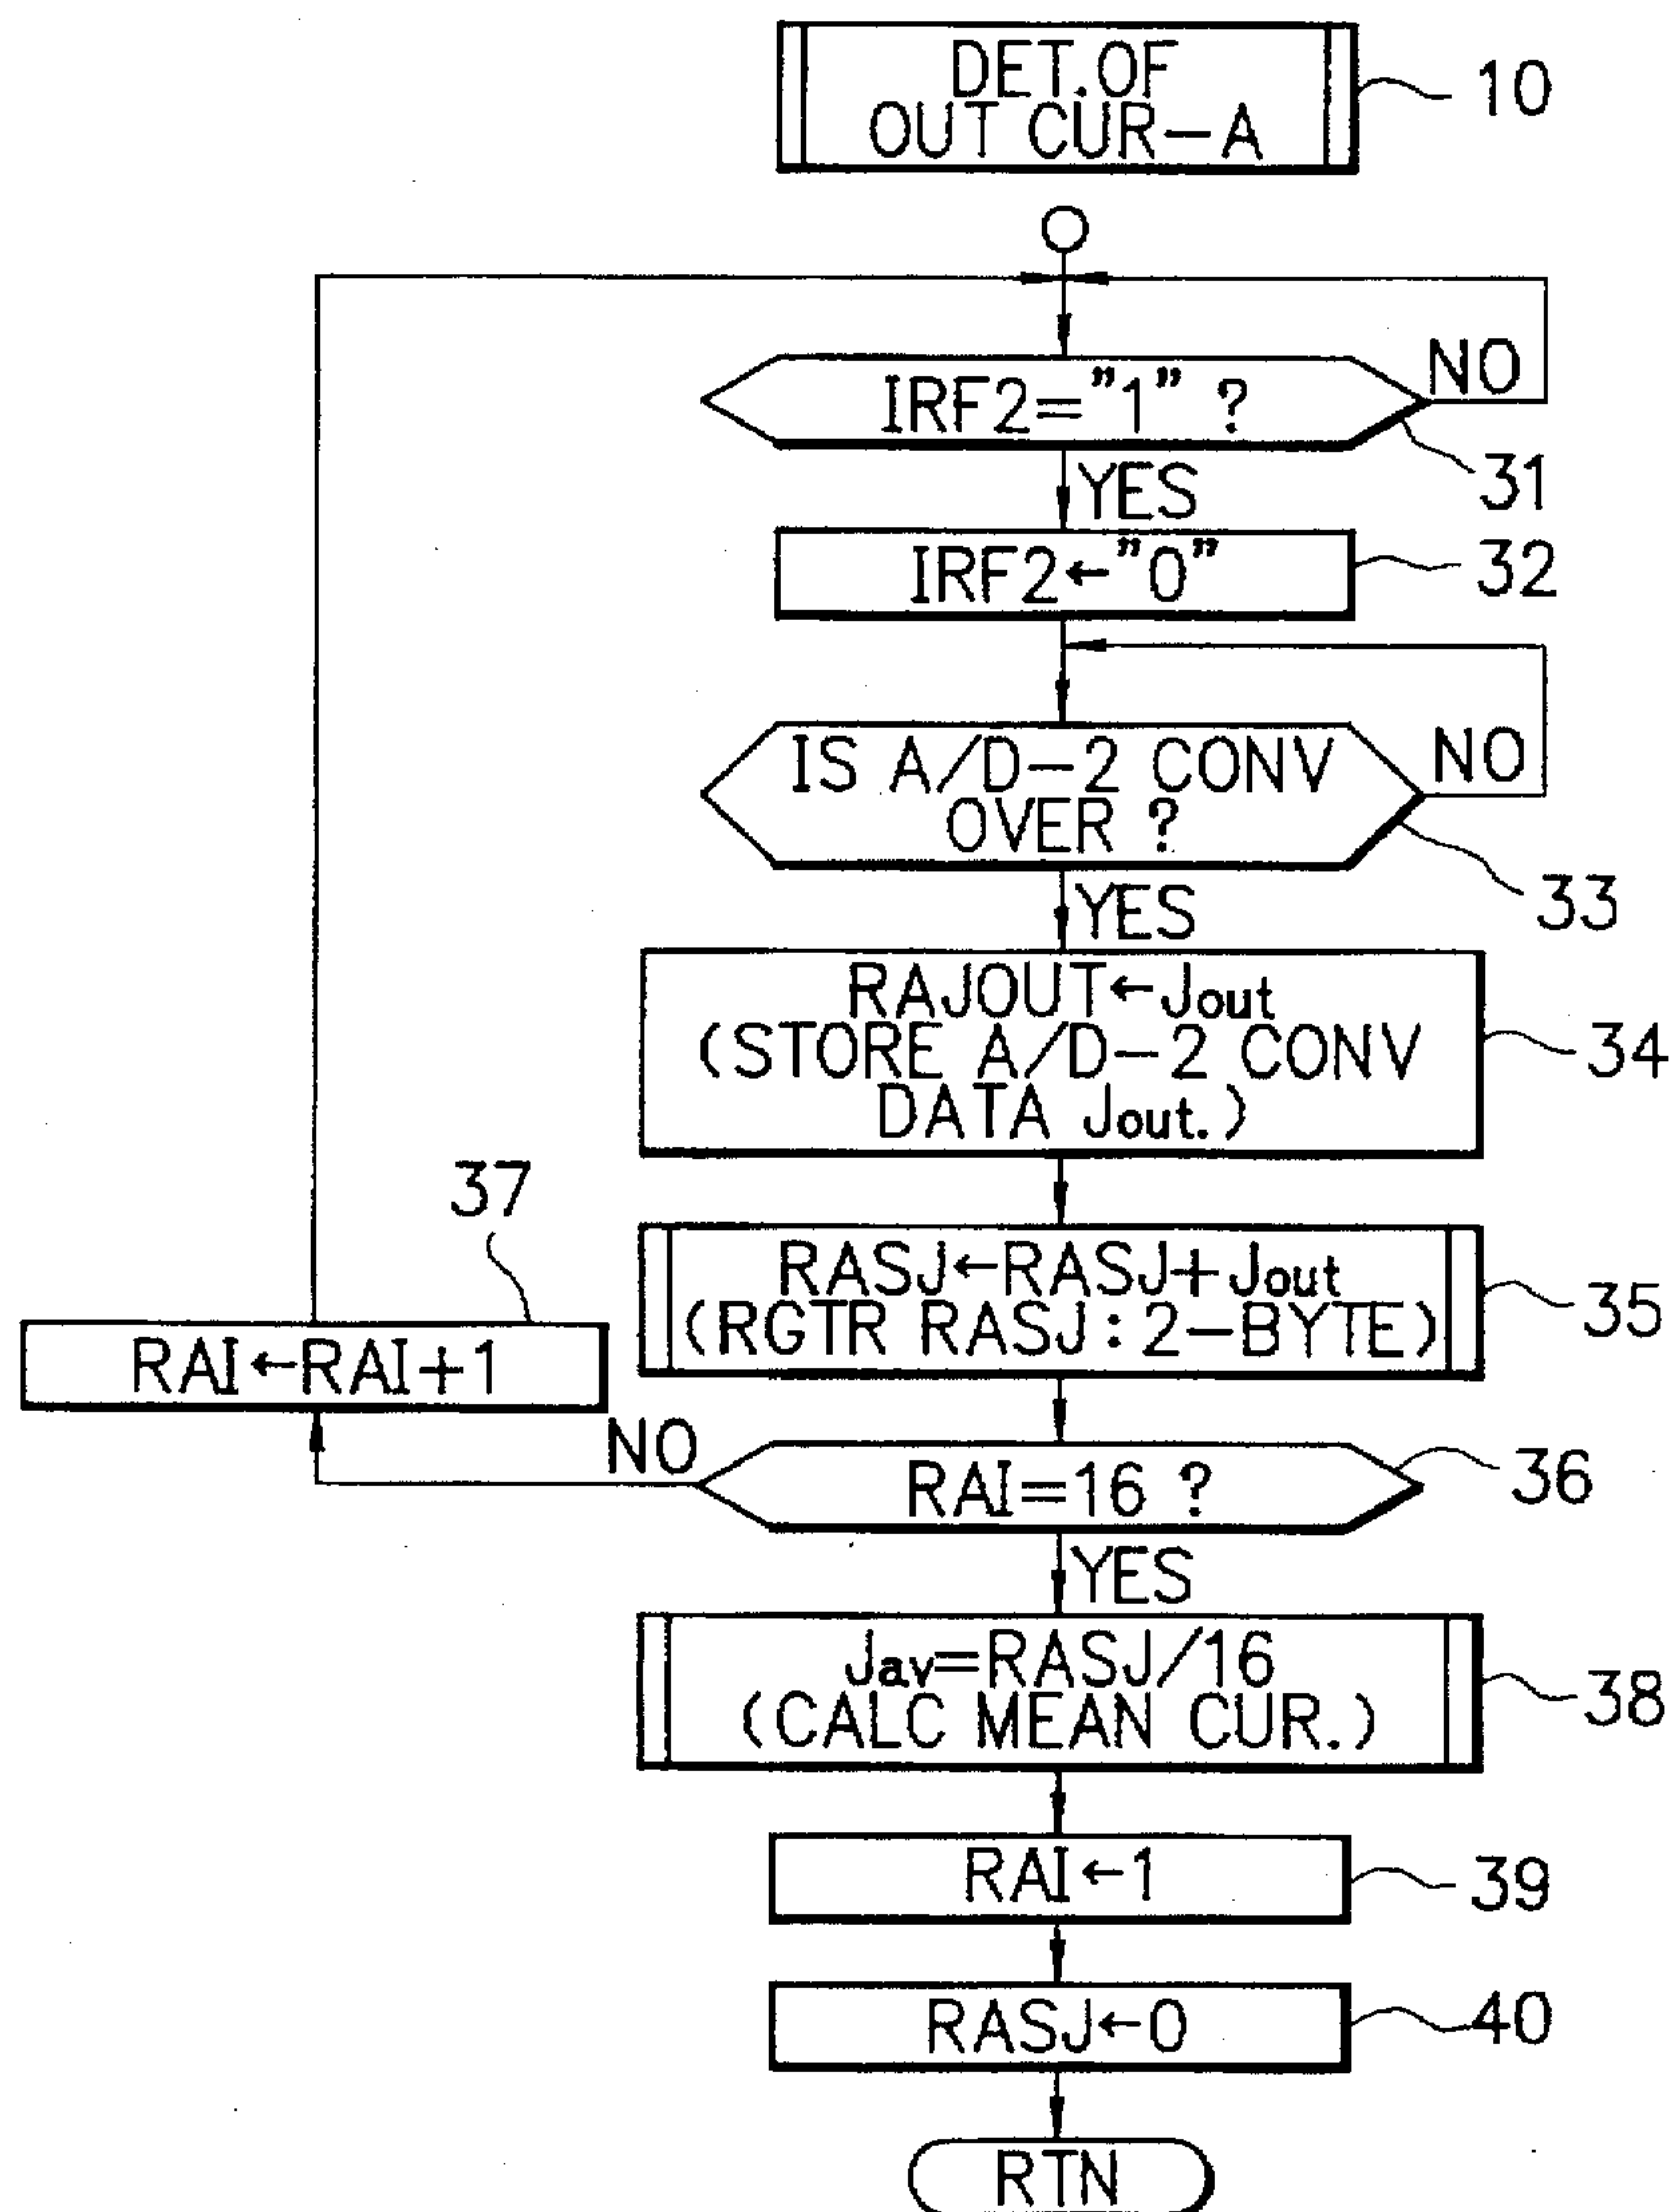 DET.OF
OUT CUR-A
10
IRF2="1" ?
NO
31
YES
IRF2←"0"
32
IS A/D-2 CONV
OVER ?
NO
33
YES
RAJOUT←Jout
(STORE A/D-2 CONV
DATA Jout.)
34
RASJ←RASJ+Jout
(RGTR RASJ:2-BYTE)
35
37
RAI←RAI+1
NO
RAI=16 ?
36
YES
Jav=RASJ/16
(CALC MEAN CUR.)
38
RAI←1
39
RASJ←0
40
RTN